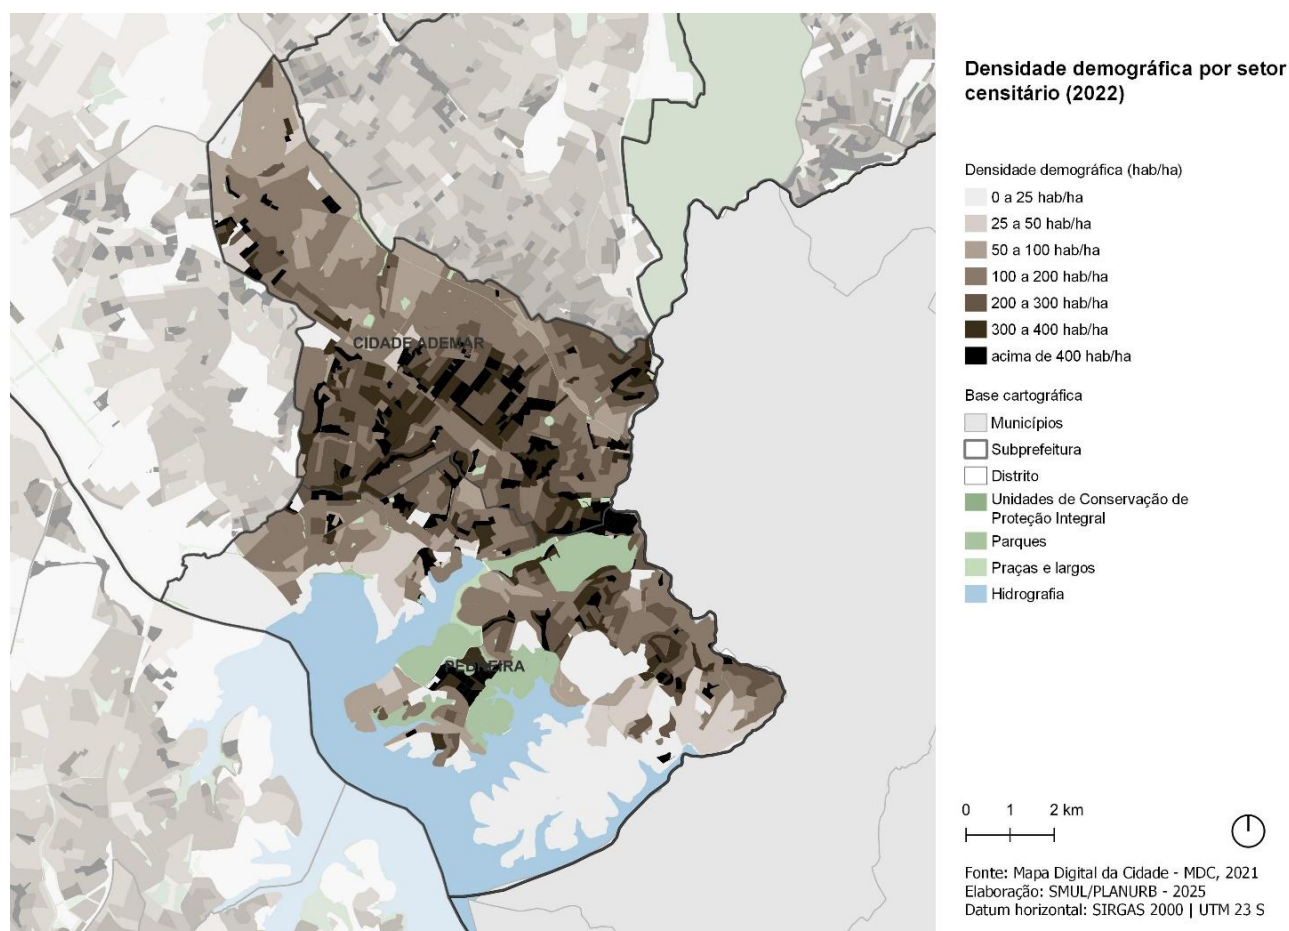 Densidade demográfica por setor
censitário (2022)
Densidade demográfica (hab/ha)
0 a 25 hab/ha
25 a 50 hab/ha
50 a 100 hab/ha
100 a 200 hab/ha
200 a 300 hab/ha
300 a 400 hab/ha
acima de 400 hab/ha
Base cartográfica
Municípios
Subprefeitura
Distrito
Unidades de Conservação de
Proteção Integral
Parques
Praças e largos
Hidrografia
CIDADE ADEMAR
PEDREIRA
0 1 2 km
Fonte: Mapa Digital da Cidade - MDC, 2021
Elaboração: SMUL/PLANURB - 2025
Datum horizontal: SIRGAS 2000 | UTM 23 S